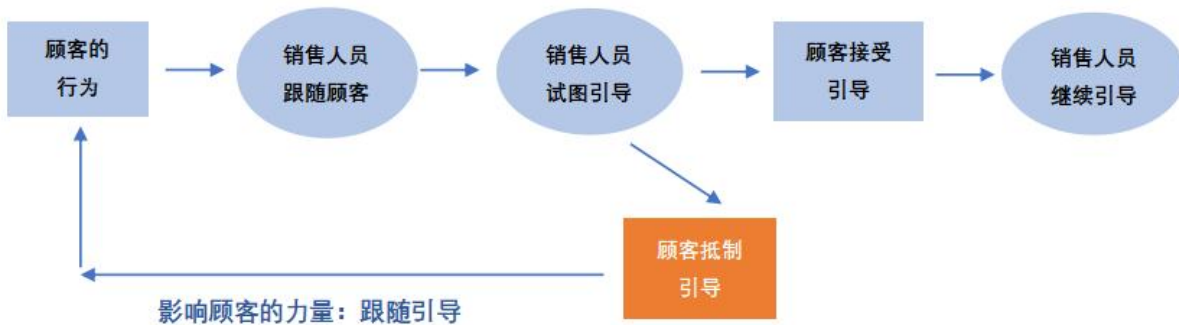 顾客的
行为
销售人员
跟随顾客
销售人员
试图引导
顾客接受
引导
销售人员
继续引导
顾客抵制
引导
影响顾客的力量：跟随引导